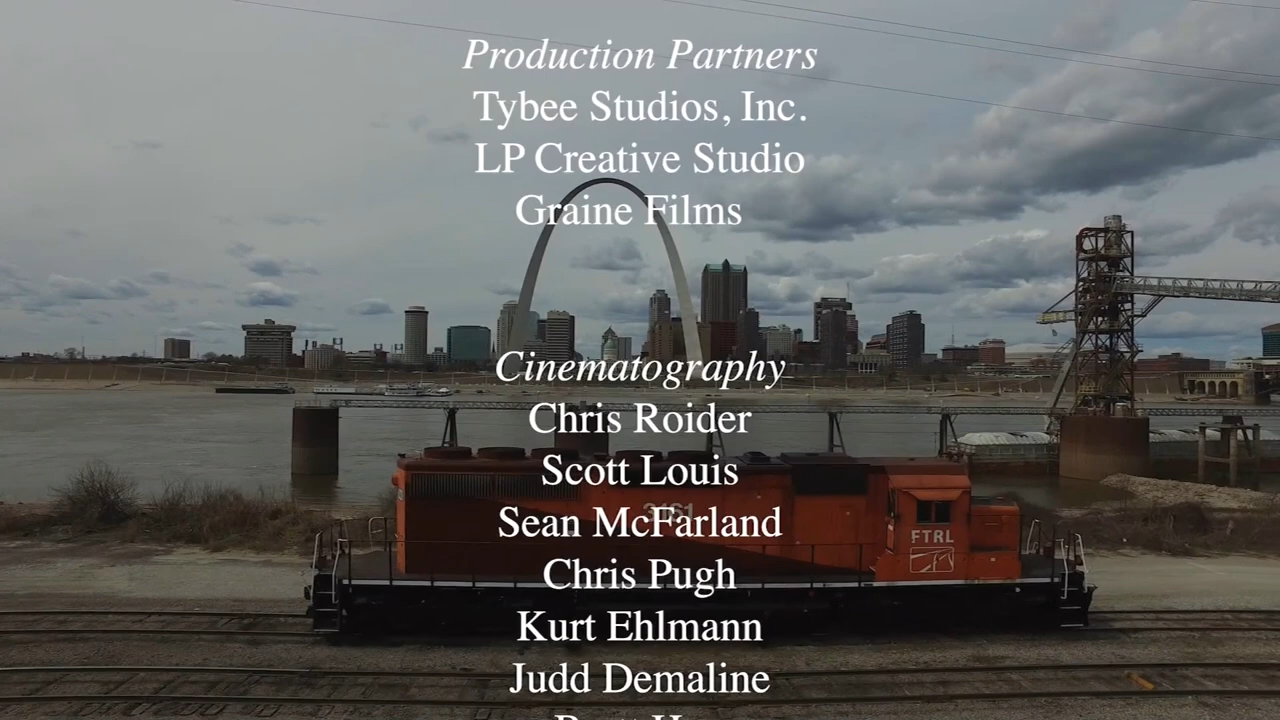 Production Partners
Tybee Studios, Inc.
LP Creative Studio
Graine Films
Cinematography
Chris Roider
Scott Louis
3161
Sean McFarland
FTRL
Chris Pugh
Kurt Ehlmann
Judd Demaline